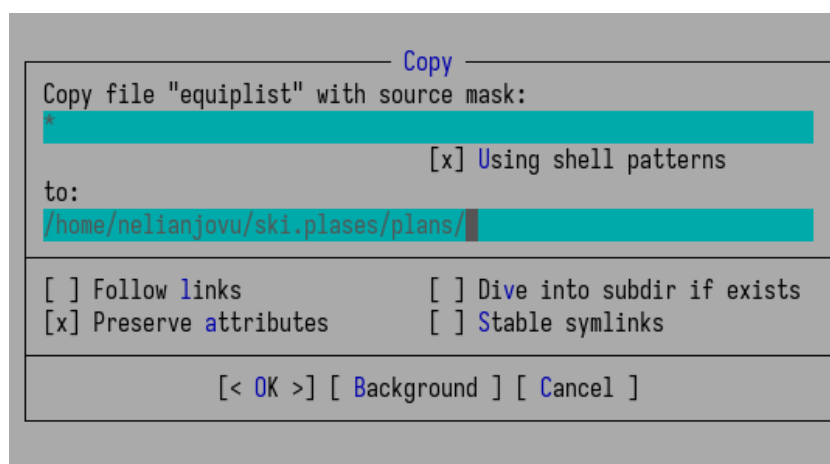 Copy
Copy file "equiplist" with source mask:
*
[x] Using shell patterns
to:
/home/nelianjovu/ski.plases/plans/
[ ] Follow links [ ] Dive into subdir if exists
[x] Preserve attributes [ ] Stable symlinks
[< OK >] [ Background ] [ Cancel ]